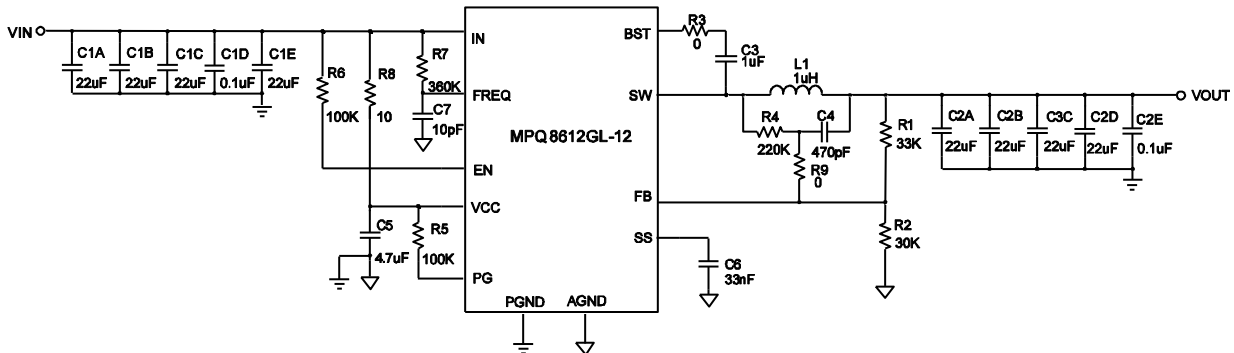 VIN
C1A
22uF
C1B
22uF
C1C
22uF
C1D
0.1uF
C1E
22uF
R6
100K
R8
10
R7
360K
C7
10pF
C5
4.7uF
R5
100K
IN
FREQ
EN
VCC
PG
MPQ8612GL-12
PGND
AGND
BST
SW
FB
SS
R3
0
C3
1uF
L1
1uH
R4
220K
C4
470pF
R9
0
R1
33K
R2
30K
C6
33nF
C2A
22uF
C2B
22uF
C3C
22uF
C2D
22uF
C2E
0.1uF
VOUT